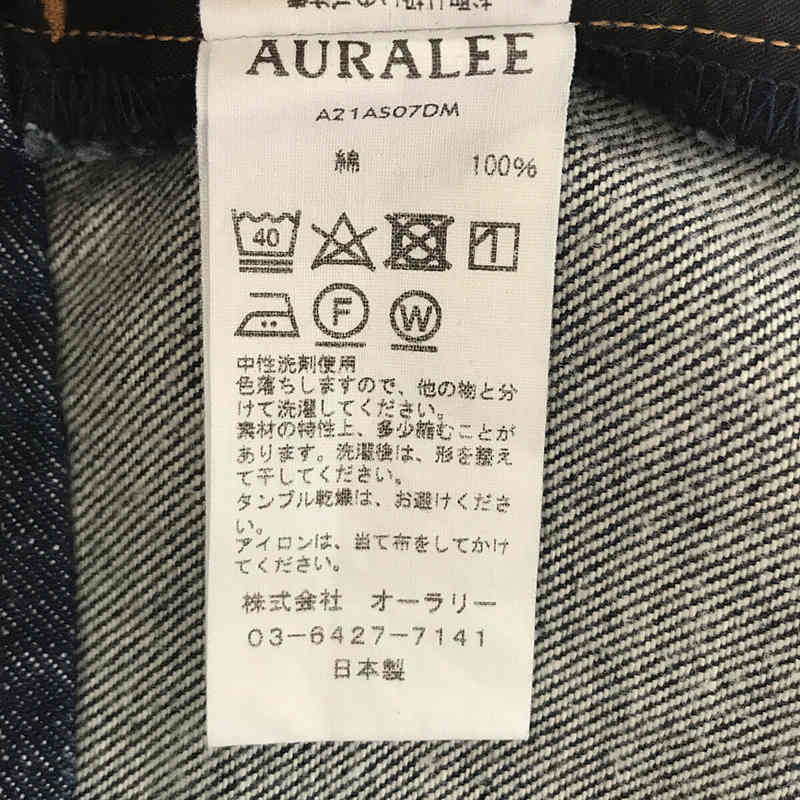 AURALEE
A21AS07DM
綿 100%
40
F W
中性洗剤使用
色落ちしますので、他の物と分
けて洗濯してください。
素材の特性上、多少縮むことが
あります。洗濯後は、形を整え
て干してください。
タンブル乾燥は、お避けくださ
い。
アイロンは、当て布をしてかけ
てください。
株式会社 オーラリー
03-6427-7141
日本製